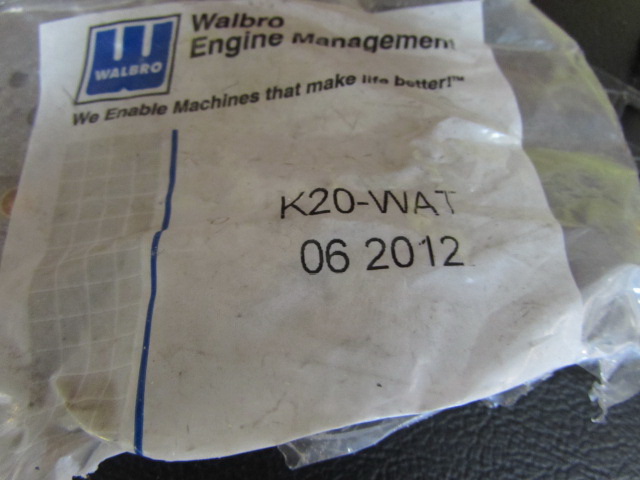 WALBRO
Walbro
Engine Management
We Enable Machines that make life better!™
K20-WAT
06 2012